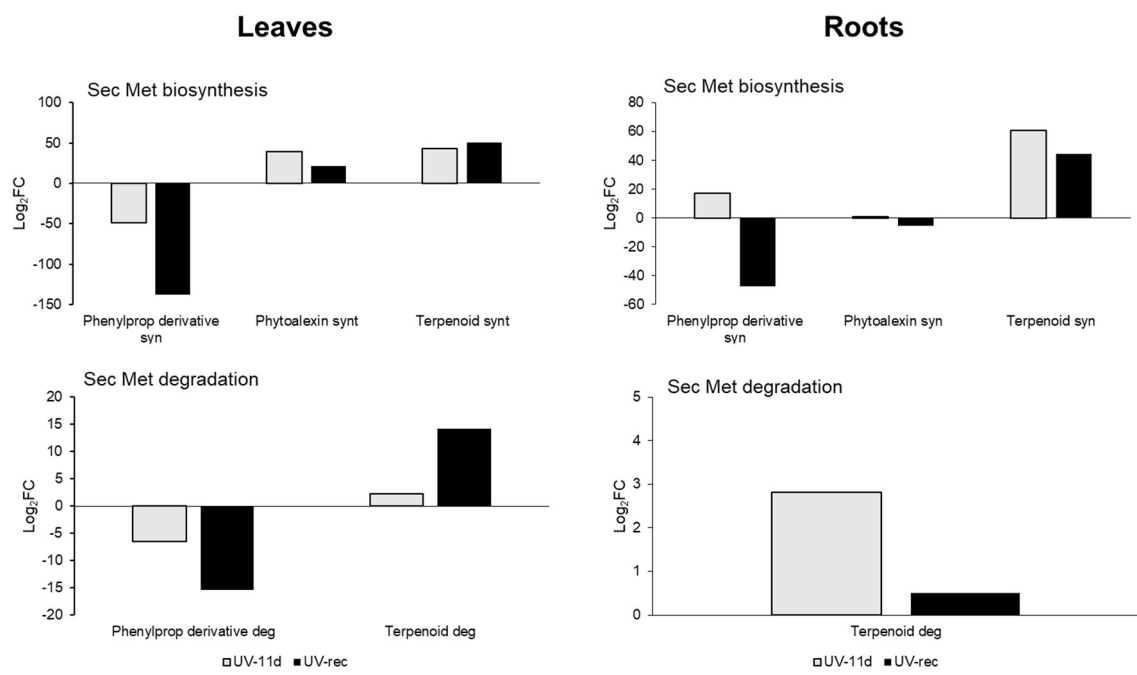 Leaves
Roots
Sec Met biosynthesis
100
50
0
-50
-100
-150
Log2FC
Phenylprop derivative
syn
Phytoalexin synt
Terpenoid synt
Sec Met biosynthesis
80
60
40
20
0
-20
-40
-60
Log2FC
Phenylprop derivative
syn
Phytoalexin syn
Terpenoid syn
Sec Met degradation
20
15
10
5
0
-5
-10
-15
-20
Log2FC
Phenylprop derivative deg
Terpenoid deg
UV-11d UV-rec
Sec Met degradation
5
4
3
2
1
0
Log2FC
Terpenoid deg
UV-11d UV-rec